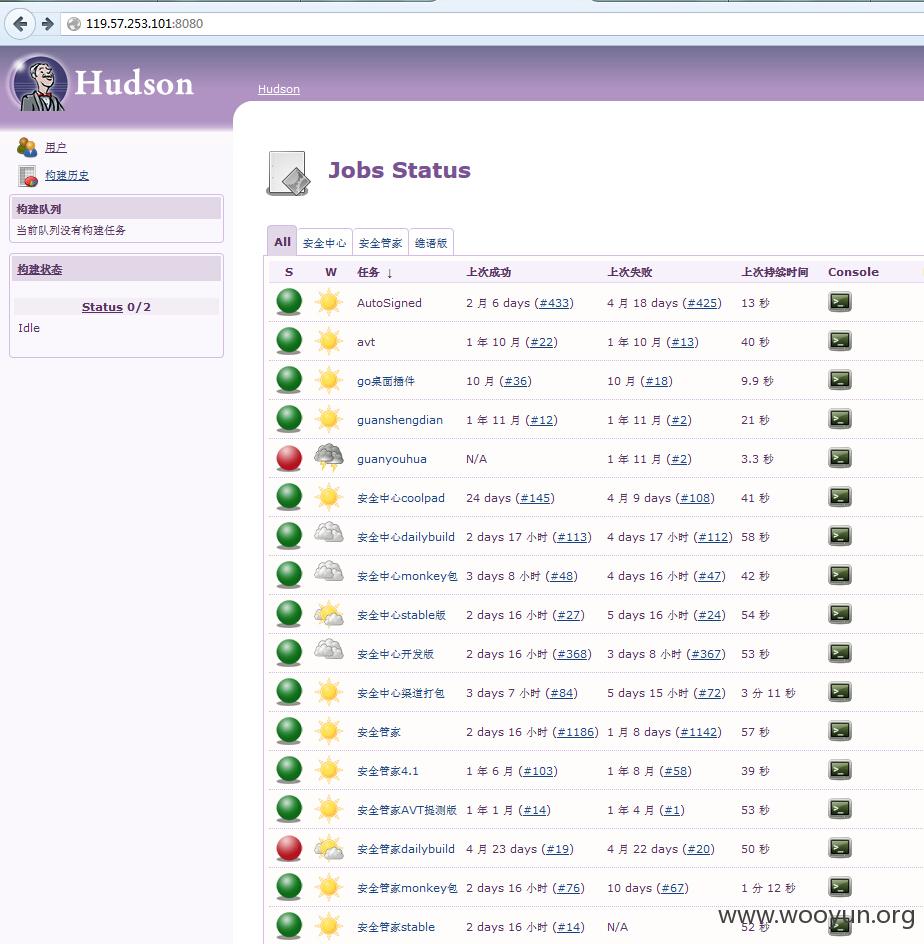 119.57.253.101:8080
Hudson
Hudson
用户
构建历史
构建队列
当前队列没有构建任务
构建状态
Status 0/2
Idle
Jobs Status
All 安全中心 安全管家 维语版
S W 任务 ↓ 上次成功 上次失败 上次持续时间 Console
AutoSigned 2 月 6 days (#433) 4 月 18 days (#425) 13 秒
avt 1 年 10 月 (#22) 1 年 10 月 (#13) 40 秒
go桌面插件 10 月 (#36) 10 月 (#18) 9.9 秒
guanshengdian 1 年 11 月 (#12) 1 年 11 月 (#2) 21 秒
guanyouhua N/A 1 年 11 月 (#2) 3.3 秒
安全中心coolpad 24 days (#145) 4 月 9 days (#108) 41 秒
安全中心dailybuild 2 days 17 小时 (#113) 4 days 17 小时 (#112) 58 秒
安全中心monkey包 3 days 8 小时 (#48) 4 days 16 小时 (#47) 42 秒
安全中心stable版 2 days 16 小时 (#27) 5 days 16 小时 (#24) 54 秒
安全中心开发版 2 days 16 小时 (#368) 3 days 8 小时 (#367) 53 秒
安全中心渠道打包 3 days 7 小时 (#84) 5 days 15 小时 (#72) 3 分 11 秒
安全管家 2 days 16 小时 (#1186) 1 月 8 days (#1142) 57 秒
安全管家4.1 1 年 6 月 (#103) 1 年 8 月 (#58) 39 秒
安全管家AVT提测版 1 年 1 月 (#14) 1 年 4 月 (#1) 53 秒
安全管家dailybuild 4 月 23 days (#19) 4 月 22 days (#20) 50 秒
安全管家monkey包 2 days 16 小时 (#76) 10 days (#67) 1 分 12 秒
安全管家stable 2 days 16 小时 (#14) N/A 52 秒
www.wooyun.org